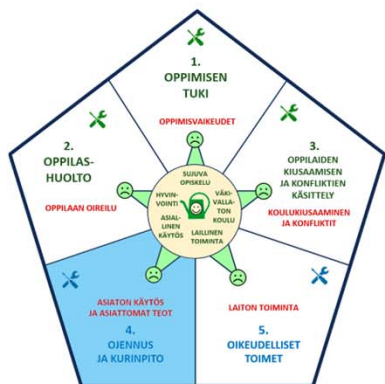 1.
OPPIMISEN
TUKI
OPPIMISVAIKEUDET
2.
OPPILAS-
HUOLTO
OPPILAAN OIREILU
3.
OPPILAIDEN
KIUSAAMISEN
JA KONFLIKTIEN
KÄSITTELY
KOULUKIUSAAMINEN
JA KONFLIKTIT
SUJUVA
OPISKELU
HYVIN-
VOINTI
VÄKI-
VALLA-
TON
KOULU
ASIAL-
LINEN
KÄYTÖS
LAILLINEN
TOIMINTA
ASIATON KÄYTÖS
JA ASIATTOMAT TEOT
4.
OJENNUS
JA KURINPITO
LAITON TOIMINTA
5.
OIKEUDELLISET
TOIMET